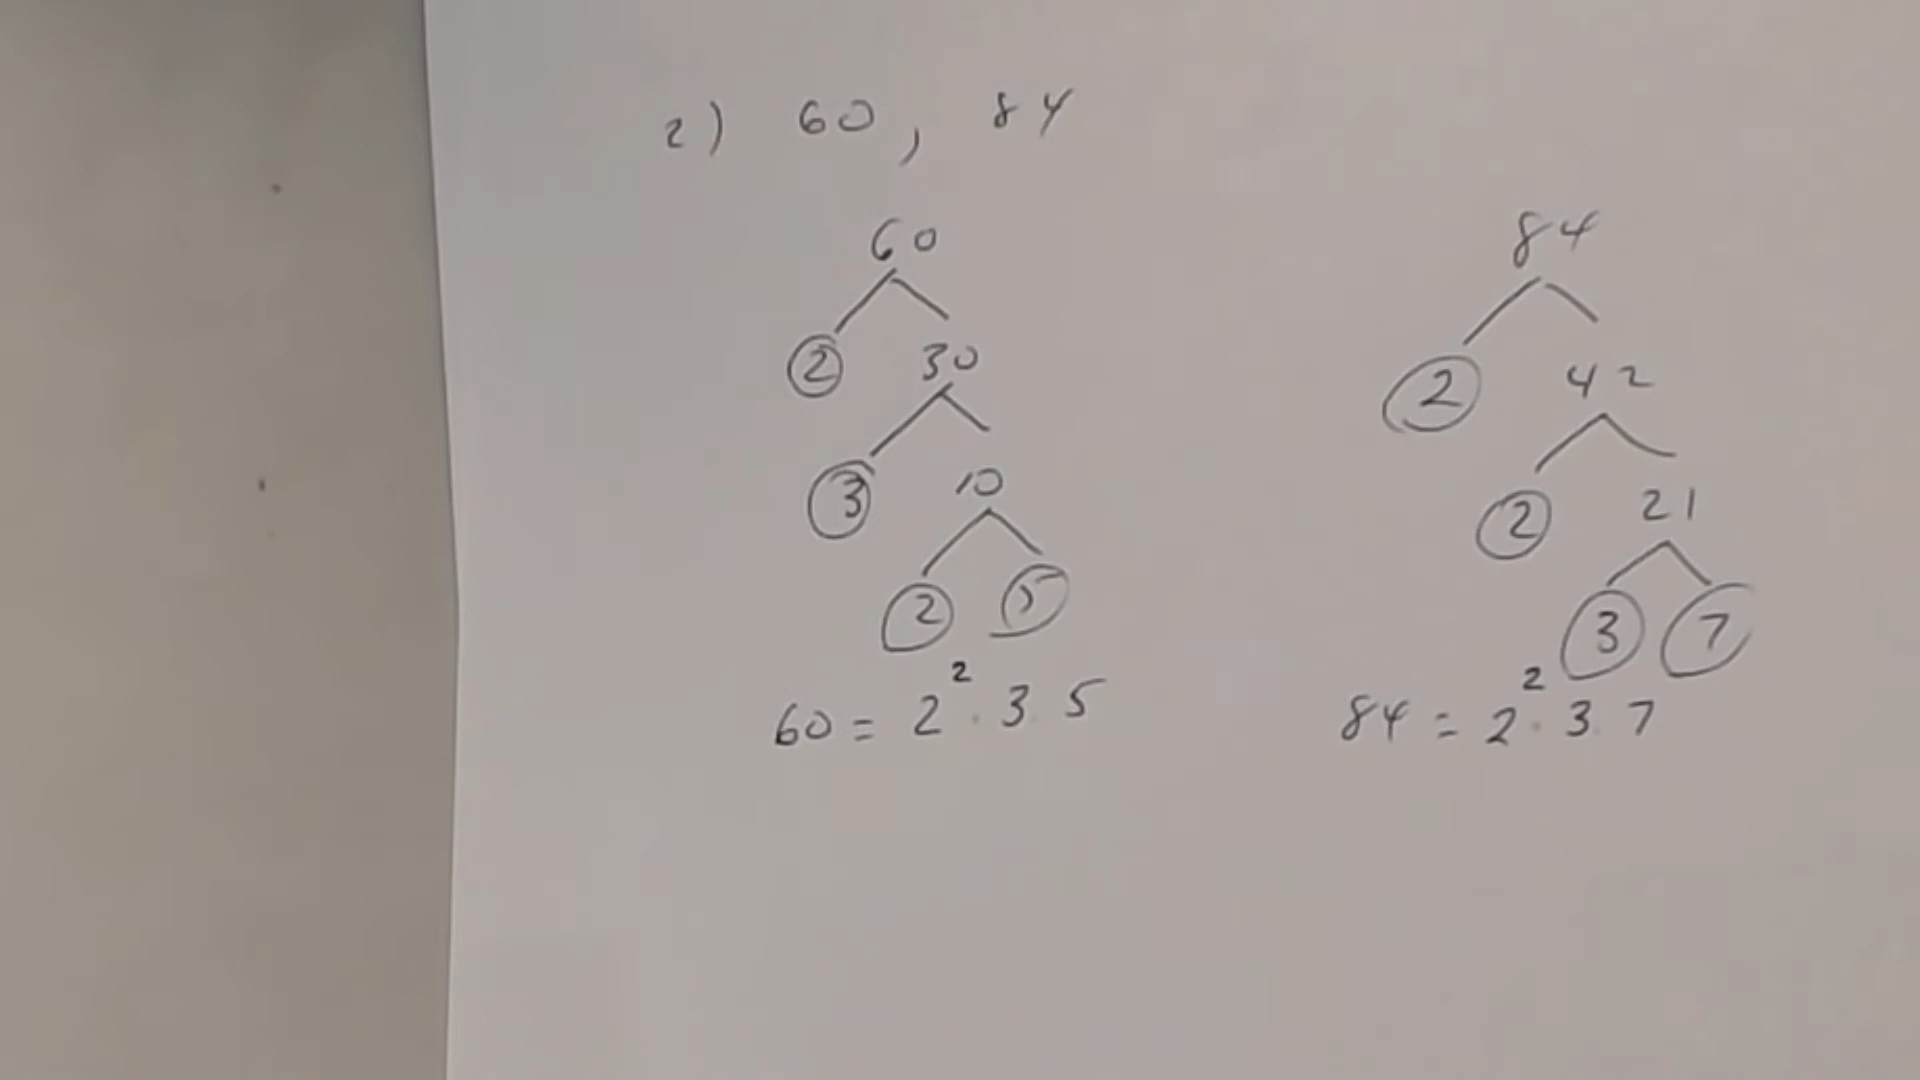 2) 60, 84
60
2 30
3 10
2 5
60 = 2² · 3 · 5
84
2 42
2 21
3 7
84 = 2² · 3 · 7